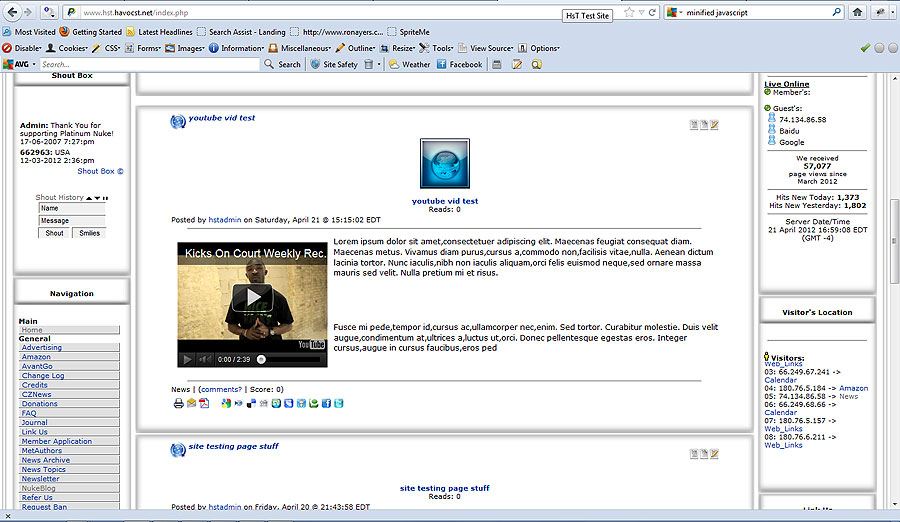 www.hst.havocst.net/index.php
HsT Test Site
minified javascript
Most Visited Getting Started Latest Headlines Search Assist - Landing http://www.ronayers.c... SpriteMe
Disable Cookies CSS Forms Images Information Miscellaneous Outline Resize Tools View Source Options
AVG Search... Search Site Safety Weather Facebook
Shout Box
Admin: Thank You for
supporting Platinum Nuke!
17-06-2007 7:27:pm
662963: USA
12-03-2012 2:36:pm
Shout Box ©
Shout History
Name
Message
Shout Smilies
Navigation
Main
Home
General
Advertising
Amazon
AvantGo
Change Log
Credits
CZNews
Donations
FAQ
Journal
Link Us
Member Application
MetAuthors
News Archive
News Topics
Newsletter
NukeBlog
Refer Us
Request Ban
youtube vid test
youtube vid test
Reads: 0
Posted by hstadmin on Saturday, April 21 @ 15:15:02 EDT
Kicks On Court Weekly Rec...
YouTube
0:00 / 2:39
Lorem ipsum dolor sit amet,consectetuer adipiscing elit. Maecenas feugiat consequat diam.
Maecenas metus. Vivamus diam purus,cursus a,commodo non,facilisis vitae,nulla. Aenean dictum
lacinia tortor. Nunc iaculis,nibh non iaculis aliquam,orci felis euismod neque,sed ornare massa
mauris sed velit. Nulla pretium mi et risus.
Fusce mi pede,tempor id,cursus ac,ullamcorper nec,enim. Sed tortor. Curabitur molestie. Duis velit
augue,condimentum at,ultrices a,luctus ut,orci. Donec pellentesque egestas eros. Integer
cursus,augue in cursus faucibus,eros ped
News | (comments? | Score: 0)
site testing page stuff
site testing page stuff
Reads: 0
Posted by hstadmin on Friday, April 20 @ 21:43:58 EDT
Live Online
Member's:
Guest's:
74.134.86.58
Baidu
Google
We received
57,077
page views since
March 2012
Hits New Today: 1,373
Hits New Yesterday: 1,802
Server Date/Time
21 April 2012 16:59:08 EDT
(GMT -4)
Visitor's Location
Visitors:
Web_Links
03: 66.249.67.241 ->
Calendar
04: 180.76.5.184 -> Amazon
05: 74.134.86.58 -> News
06: 66.249.68.66 ->
Calendar
07: 180.76.5.157 ->
Web_Links
08: 180.76.6.211 ->
Web_Links
Link Us